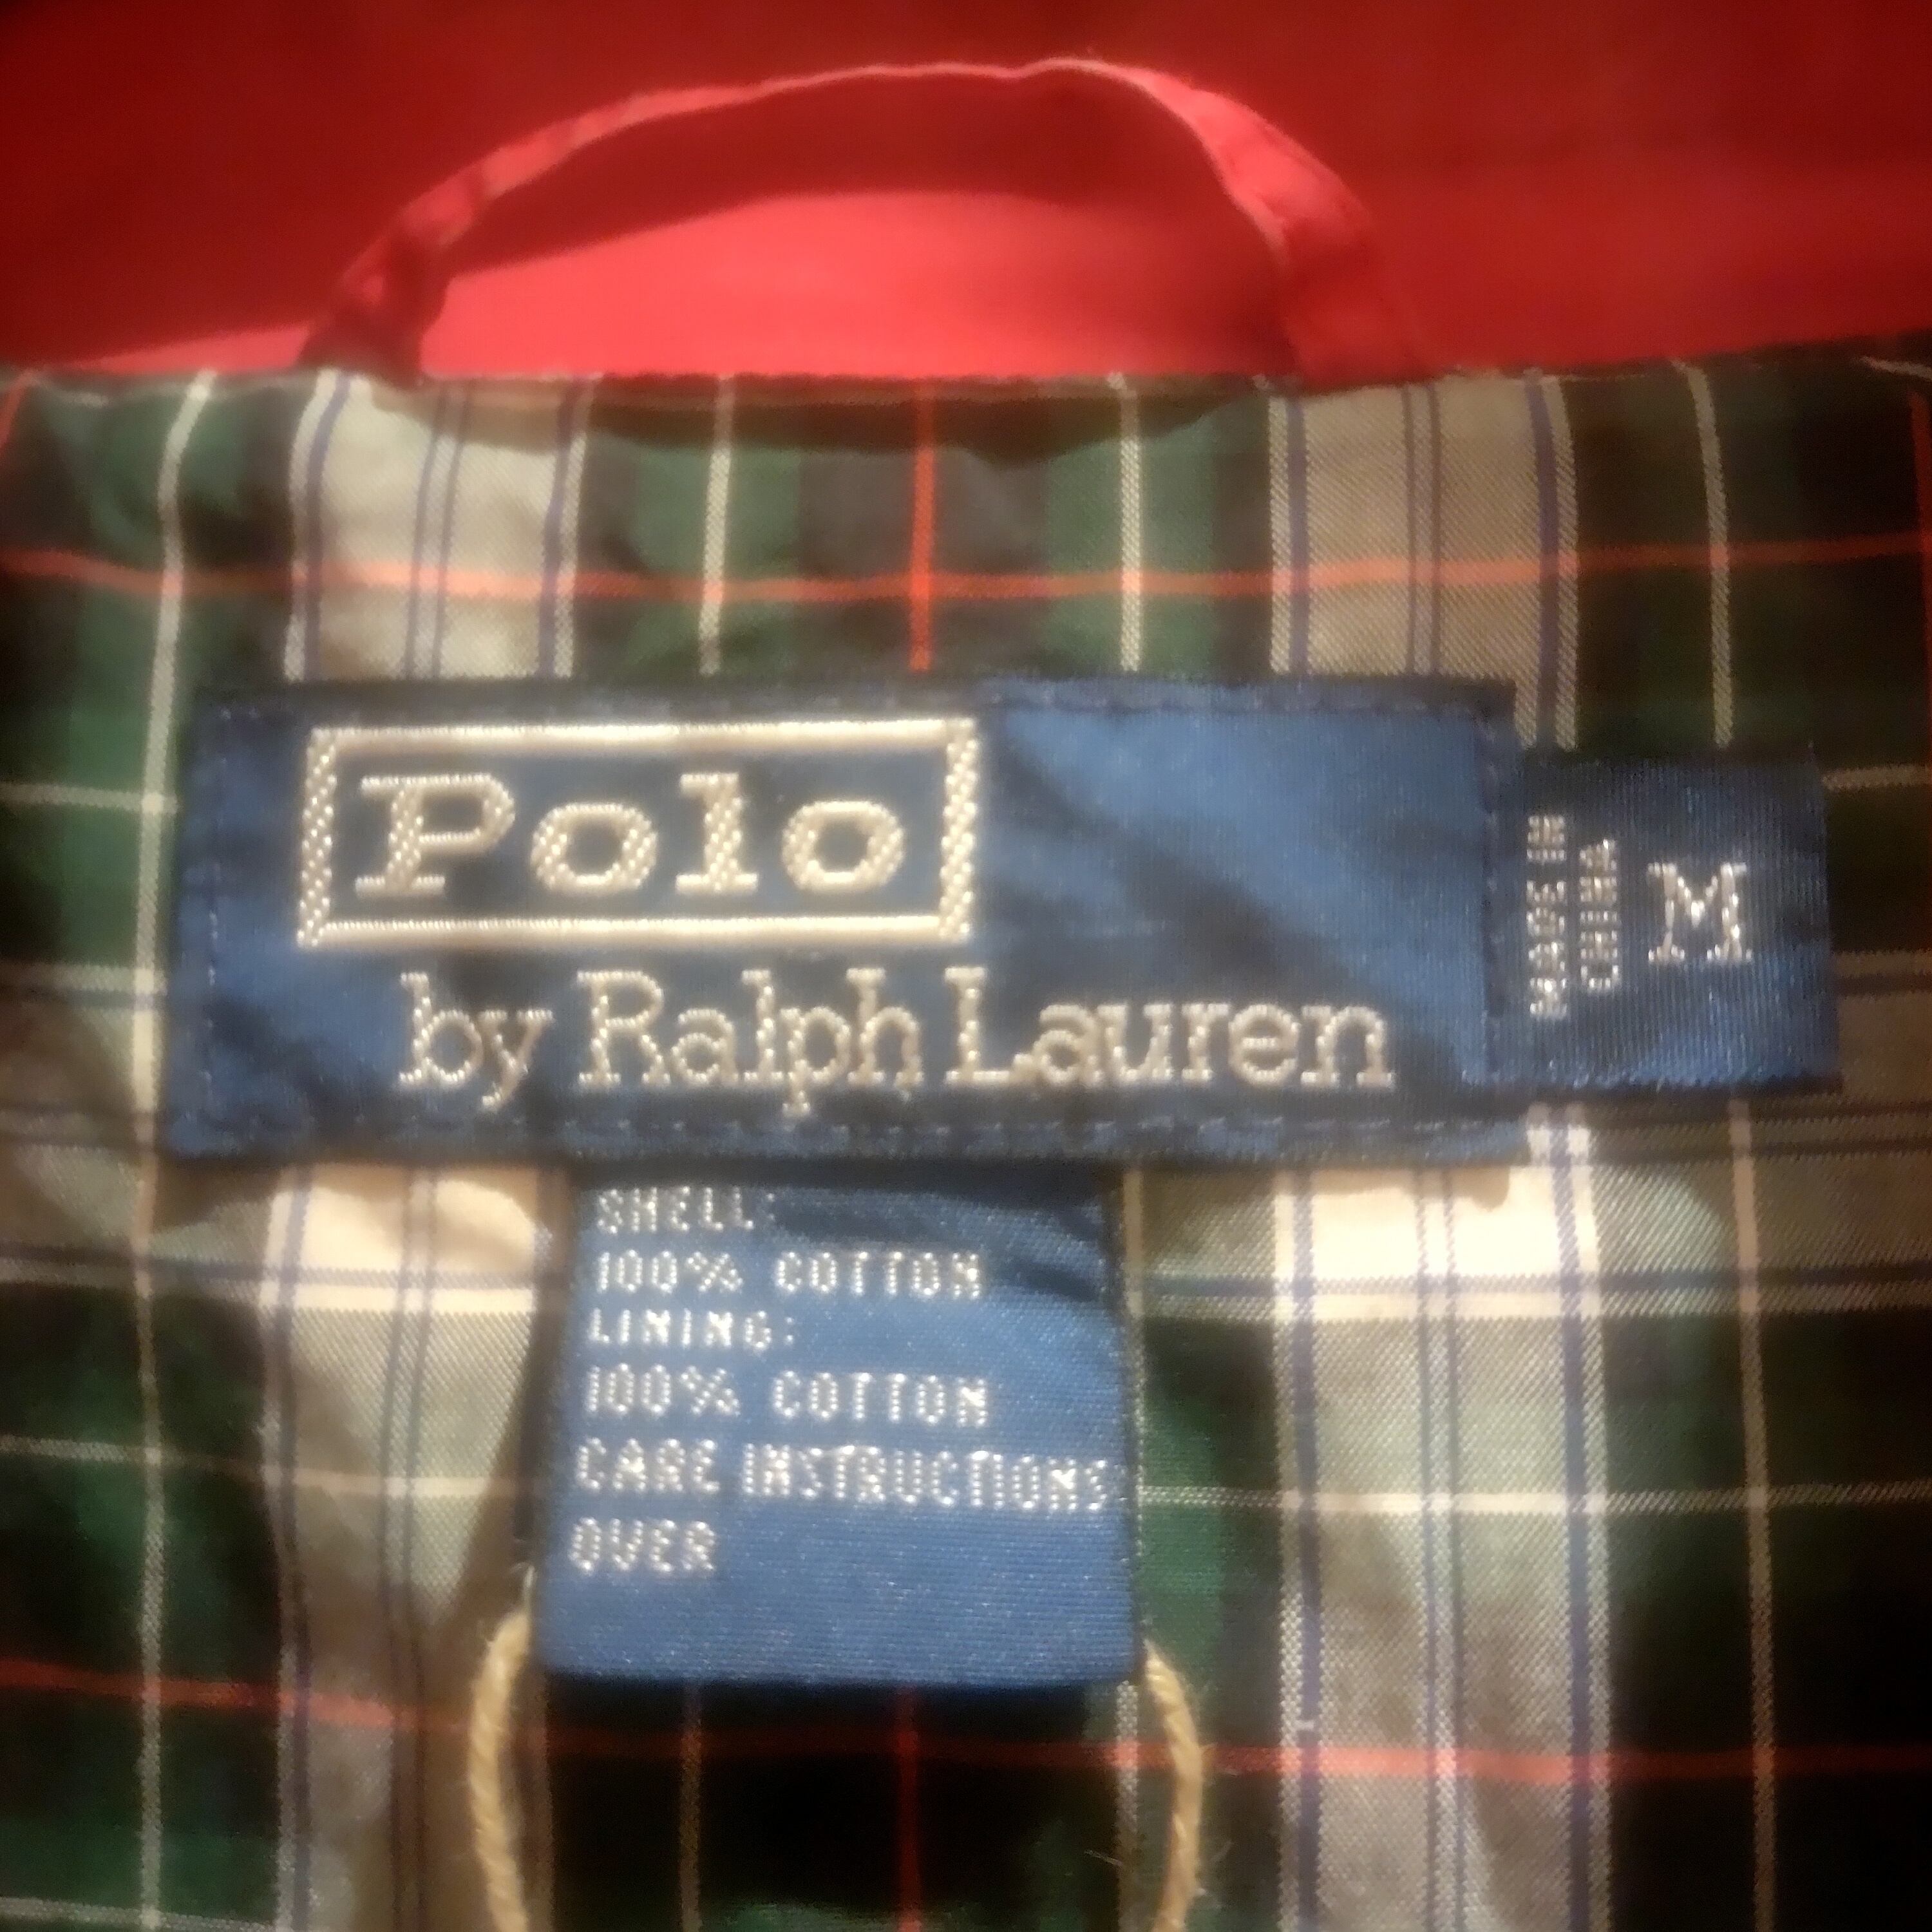 Polo
by Ralph Lauren
MADE IN
CHINA
M
SHELL:
100% COTTON
LINING:
100% COTTON
CARE INSTRUCTIONS
OVER